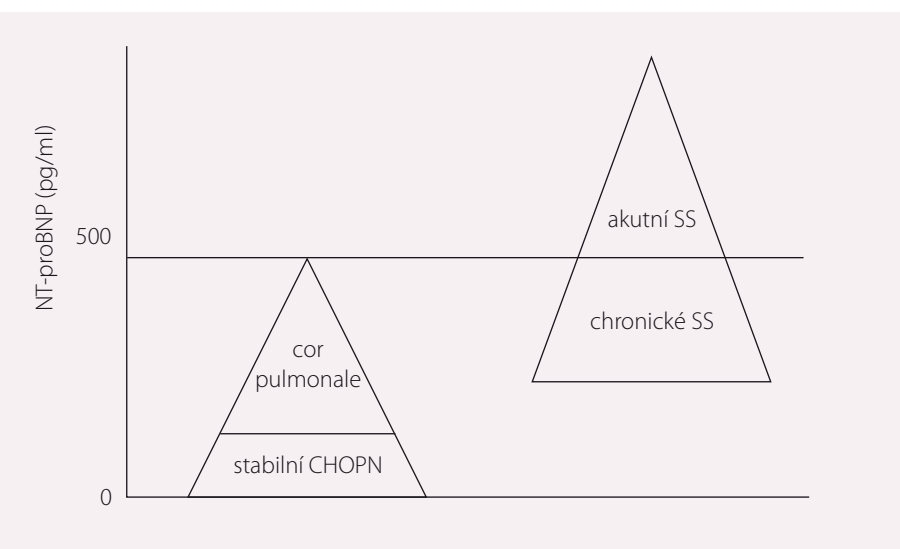 NT-proBNP (pg/ml)
500
0
akutní SS
chronické SS
cor
pulmonale
stabilní CHOPN